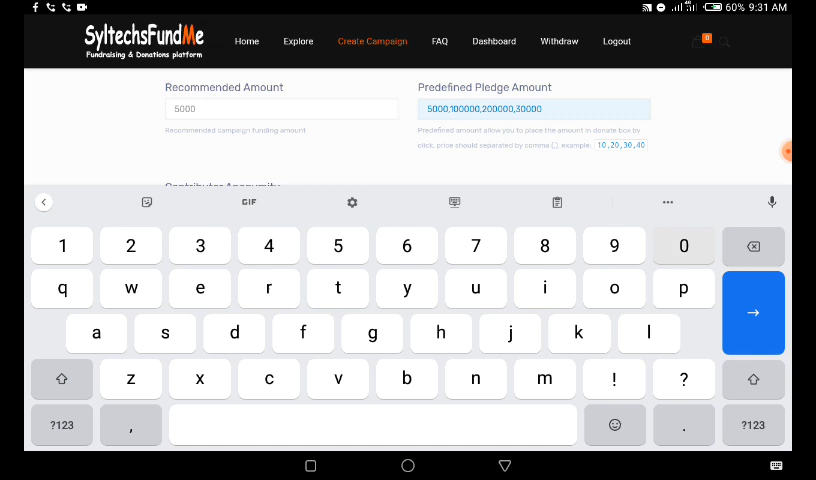 60% 9:31 AM
SyltechsFundMe
Fundraising & Donations platform
Home Explore Create Campaign FAQ Dashboard Withdraw Logout 0
Recommended Amount
5000
Recommended campaign funding amount
Predefined Pledge Amount
5000,100000,200000,30000
Predefined amount allow you to place the amount in donate box by
click, price should separated by comma (,), example: 10,20,30,40
Contributor Anonymity
GIF
1 2 3 4 5 6 7 8 9 0
q w e r t y u i o p
a s d f g h j k l
z x c v b n m ! ?
?123 , . ?123